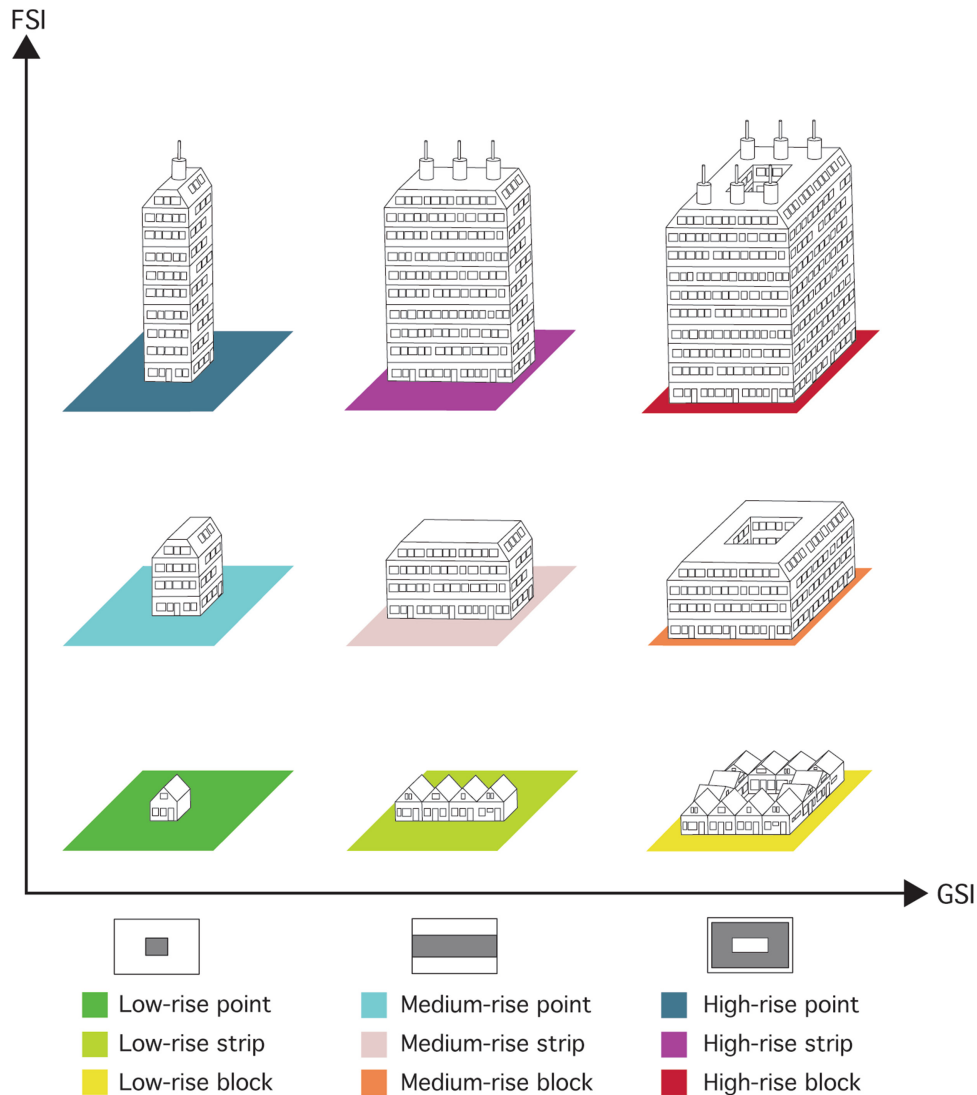 FSI
GSI
Low-rise point
Medium-rise point
High-rise point
Low-rise strip
Medium-rise strip
High-rise strip
Low-rise block
Medium-rise block
High-rise block